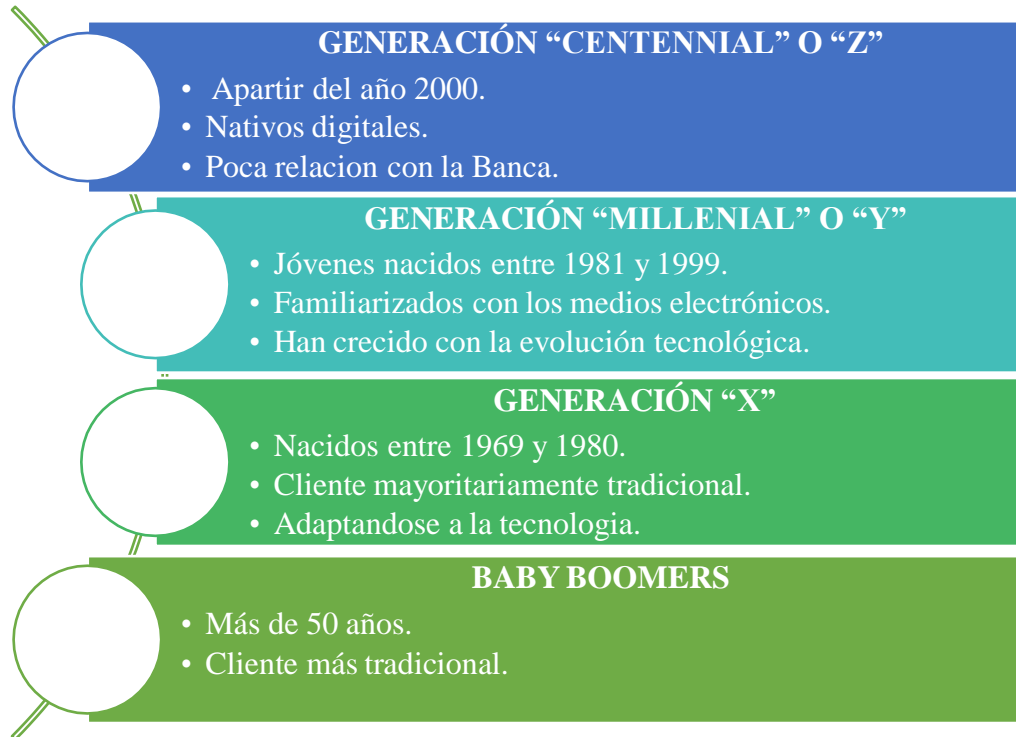 GENERACIÓN “CENTENNIAL” O “Z”
• Apartir del año 2000.
• Nativos digitales.
• Poca relacion con la Banca.
GENERACIÓN “MILLENIAL” O “Y”
• Jóvenes nacidos entre 1981 y 1999.
• Familiarizados con los medios electrónicos.
• Han crecido con la evolución tecnológica.
GENERACIÓN “X”
• Nacidos entre 1969 y 1980.
• Cliente mayoritariamente tradicional.
• Adaptandose a la tecnologia.
BABY BOOMERS
• Más de 50 años.
• Cliente más tradicional.